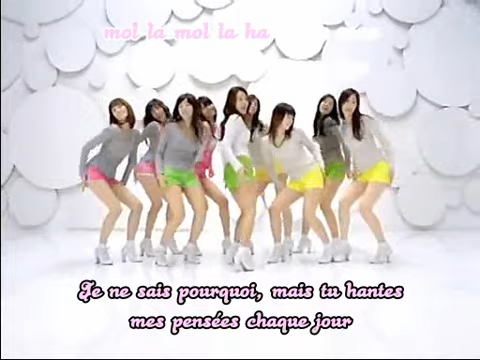 mol la mol la ha
Je ne sais pourquoi, mais tu hantes
mes pensées chaque jour